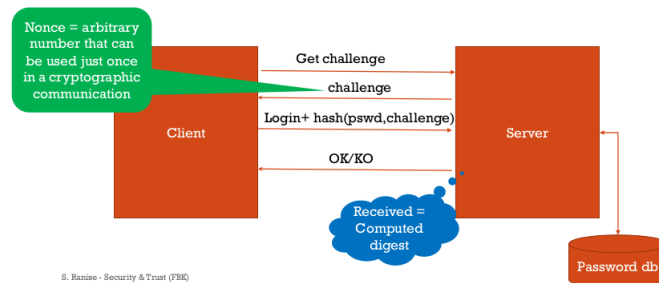 Nonce = arbitrary
number that can
be used just once
in a cryptographic
communication
Get challenge
challenge
Client
Login+ hash(pswd,challenge)
Server
OK/KO
Received =
Computed
digest
Password db
S. Ranise - Security & Trust (FBK)